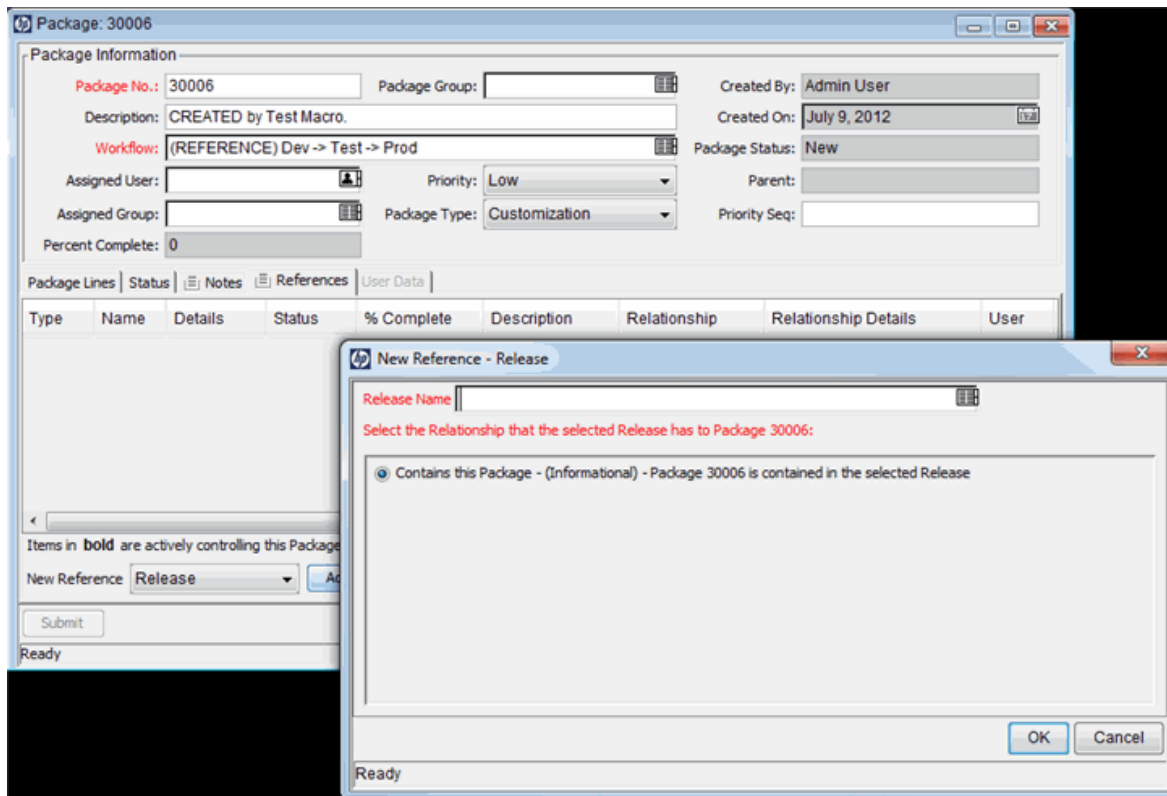 Package: 30006
Package Information
Package No.: 30006 Package Group: Created By: Admin User
Description: CREATED by Test Macro. Created On: July 9, 2012
Workflow: (REFERENCE) Dev -> Test -> Prod Package Status: New
Assigned User: Priority: Low Parent:
Assigned Group: Package Type: Customization Priority Seq:
Percent Complete: 0
Package Lines Status Notes References User Data
Type Name Details Status % Complete Description Relationship Relationship Details User
New Reference - Release
Release Name
Select the Relationship that the selected Release has to Package 30006:
Contains this Package - (Informational) - Package 30006 is contained in the selected Release
Items in bold are actively controlling this Package
New Reference Release
Submit
Ready
OK Cancel
Ready